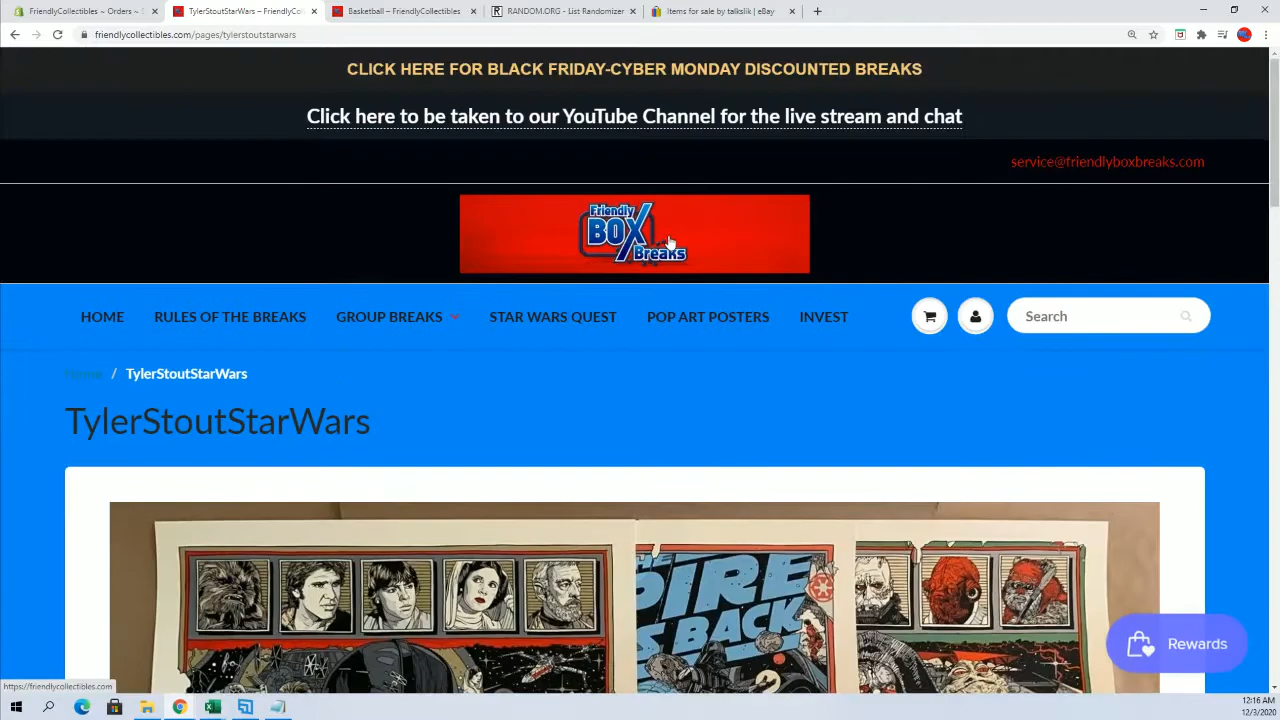 FriendlyCollectibles ~ Orders ~ S
TylerStoutStarWars – FriendlyCo
Basketball – FriendlyCollectibles
RANDOM.ORG - List Randomizer
Items for sale by talkslik | eBay
friendlycollectibles.com/pages/tylerstoutstarwars
CLICK HERE FOR BLACK FRIDAY-CYBER MONDAY DISCOUNTED BREAKS
Click here to be taken to our YouTube Channel for the live stream and chat
service@friendlyboxbreaks.com
Friendly
BOX
Breaks
HOME RULES OF THE BREAKS GROUP BREAKS STAR WARS QUEST POP ART POSTERS INVEST Search
Home / TylerStoutStarWars
TylerStoutStarWars
THE
PIRE
S BACK
Rewards
https://friendlycollectibles.com
12:16 AM
12/3/2020